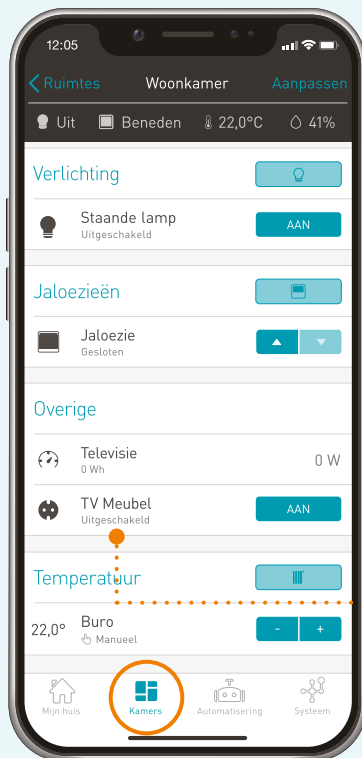 12:05
Ruimtes Woonkamer Aanpassen
Uit Beneden 22,0°C 41%
Verlichting
Staande lamp
Uitgeschakeld
AAN
Jaloezieën
Jaloezie
Gesloten
Overige
Televisie
0 Wh
0 W
TV Meubel
Uitgeschakeld
AAN
Temperatuur
22,0°
Buro
Manueel
- +
Mijn huis Kamers Automatisering Systeem